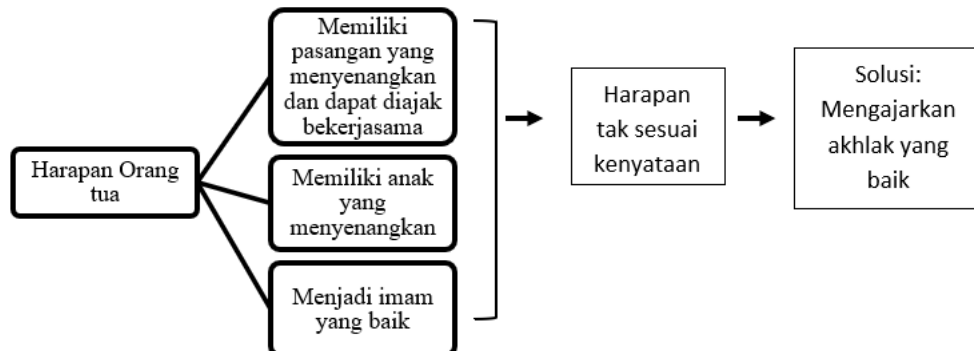 Harapan Orang
tua
Memiliki
pasangan yang
menyenangkan
dan dapat diajak
bekerjasama
Memiliki anak
yang
menyenangkan
Menjadi imam
yang baik
Harapan
tak sesuai
kenyataan
Solusi:
Mengajarkan
akhlak yang
baik